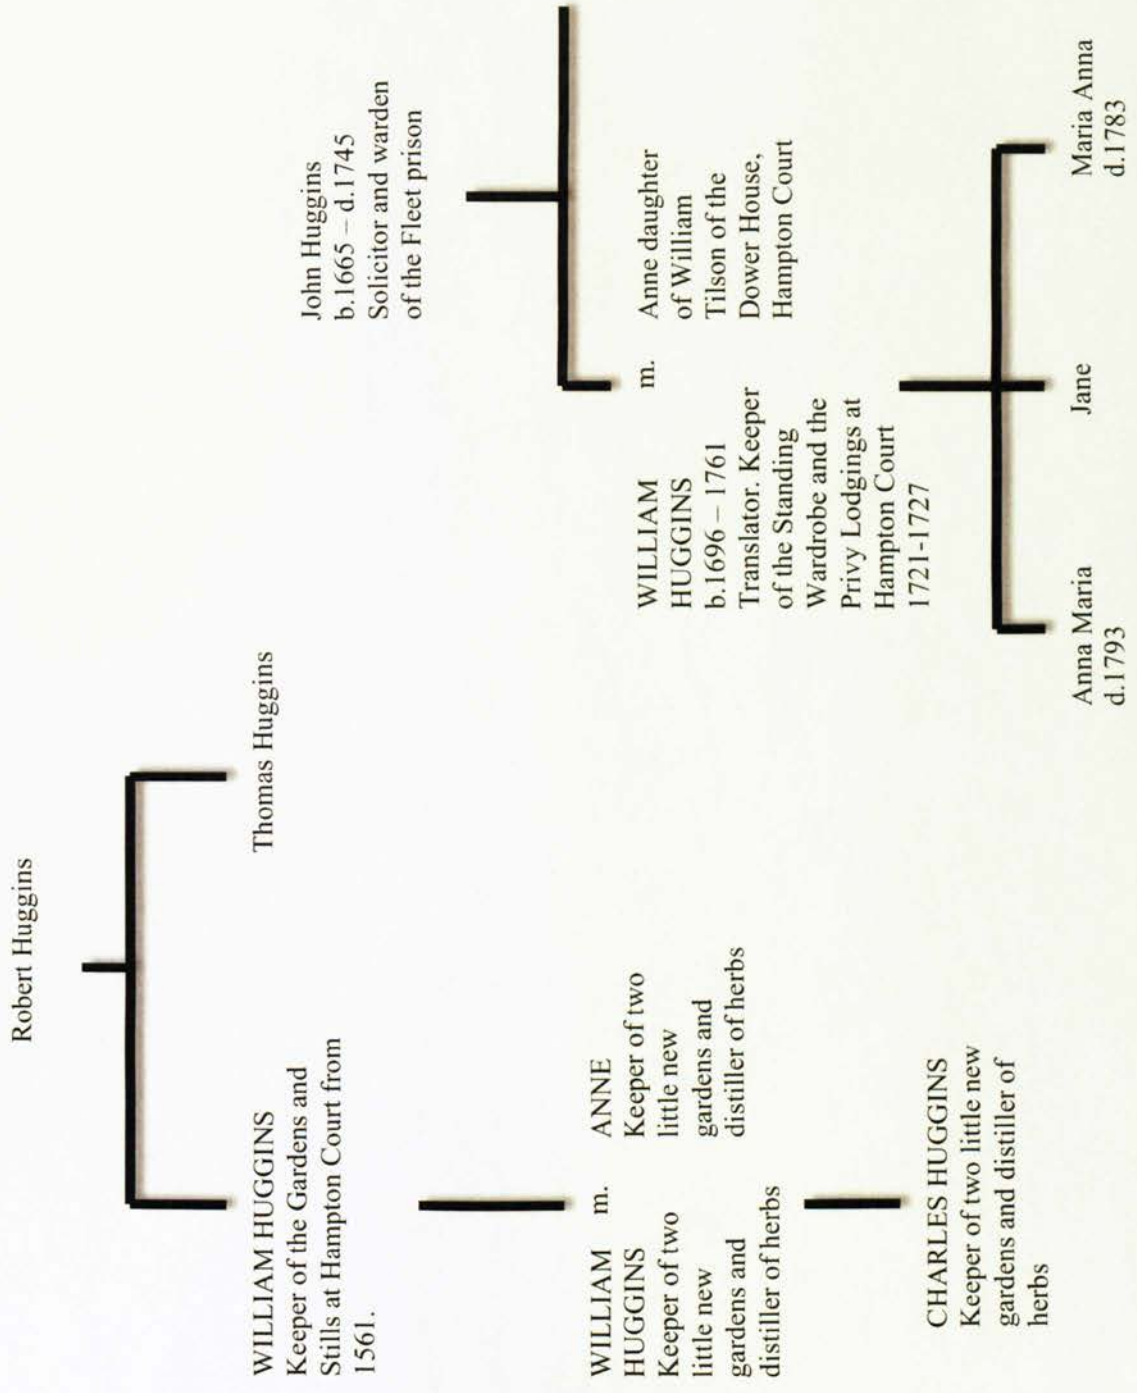 Robert Huggins
WILLIAM HUGGINS
Keeper of the Gardens and
Stills at Hampton Court from
1561.
Thomas Huggins
John Huggins
b.1665 – d.1745
Solicitor and warden
of the Fleet prison
WILLIAM
HUGGINS
Keeper of two
little new
gardens and
distiller of herbs
m.
ANNE
Keeper of two
little new
gardens and
distiller of herbs
WILLIAM
HUGGINS
b.1696 – 1761
Translator. Keeper
of the Standing
Wardrobe and the
Privy Lodgings at
Hampton Court
1721-1727
m.
Anne daughter
of William
Tilson of the
Dower House,
Hampton Court
CHARLES HUGGINS
Keeper of two little new
gardens and distiller of
herbs
Anna Maria
d.1793
Jane
Maria Anna
d.1783